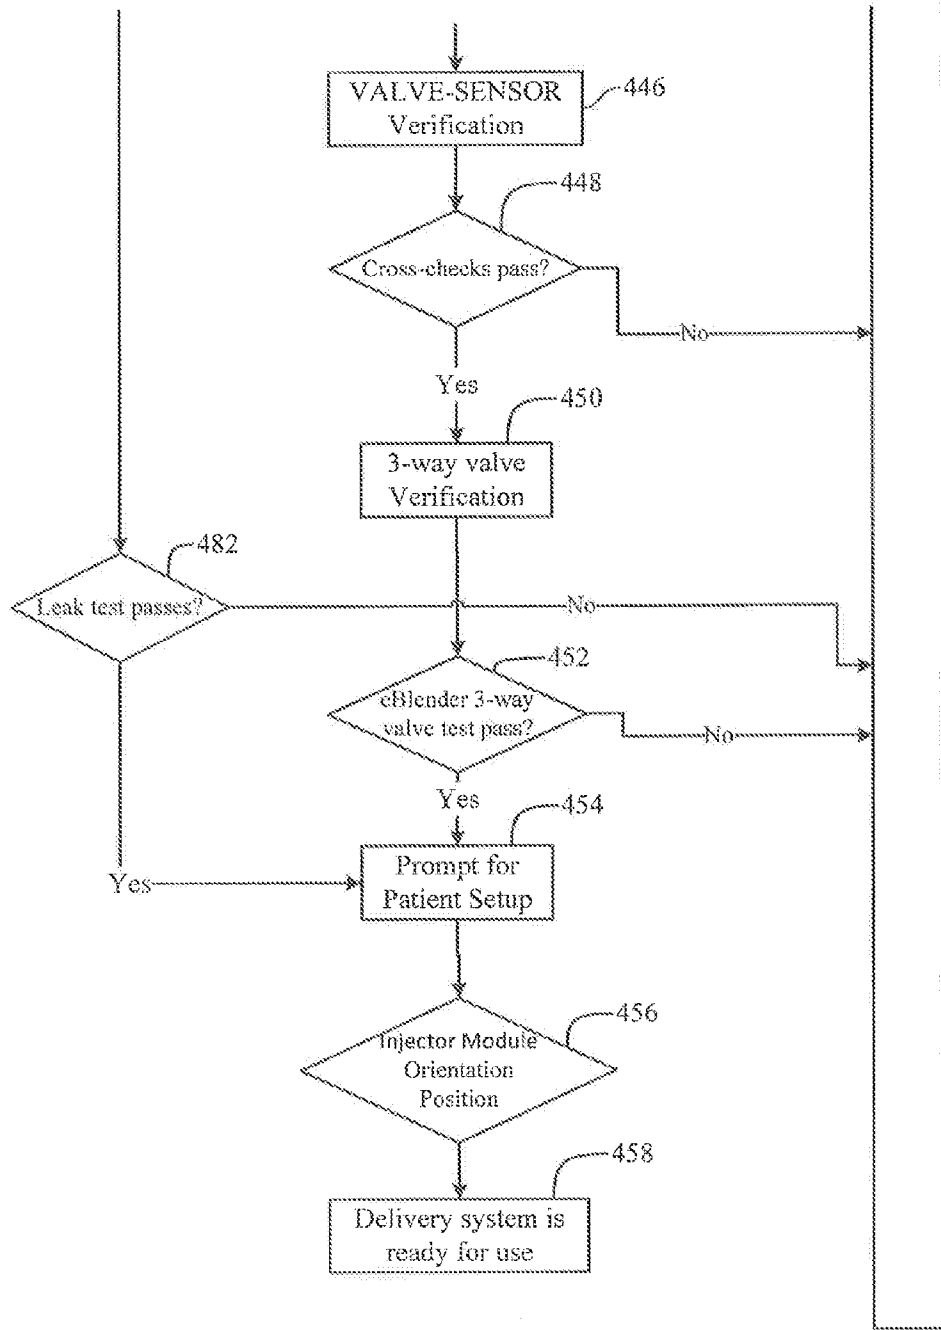 VALVE-SENSOR
Verification
446
448
Cross-checks pass?
No
Yes
450
3-way valve
Verification
482
Leak test passes?
No
452
eBlender 3-way
valve test pass?
No
Yes
454
Prompt for
Patient Setup
Yes
456
Injector Module
Orientation
Position
458
Delivery system is
ready for use